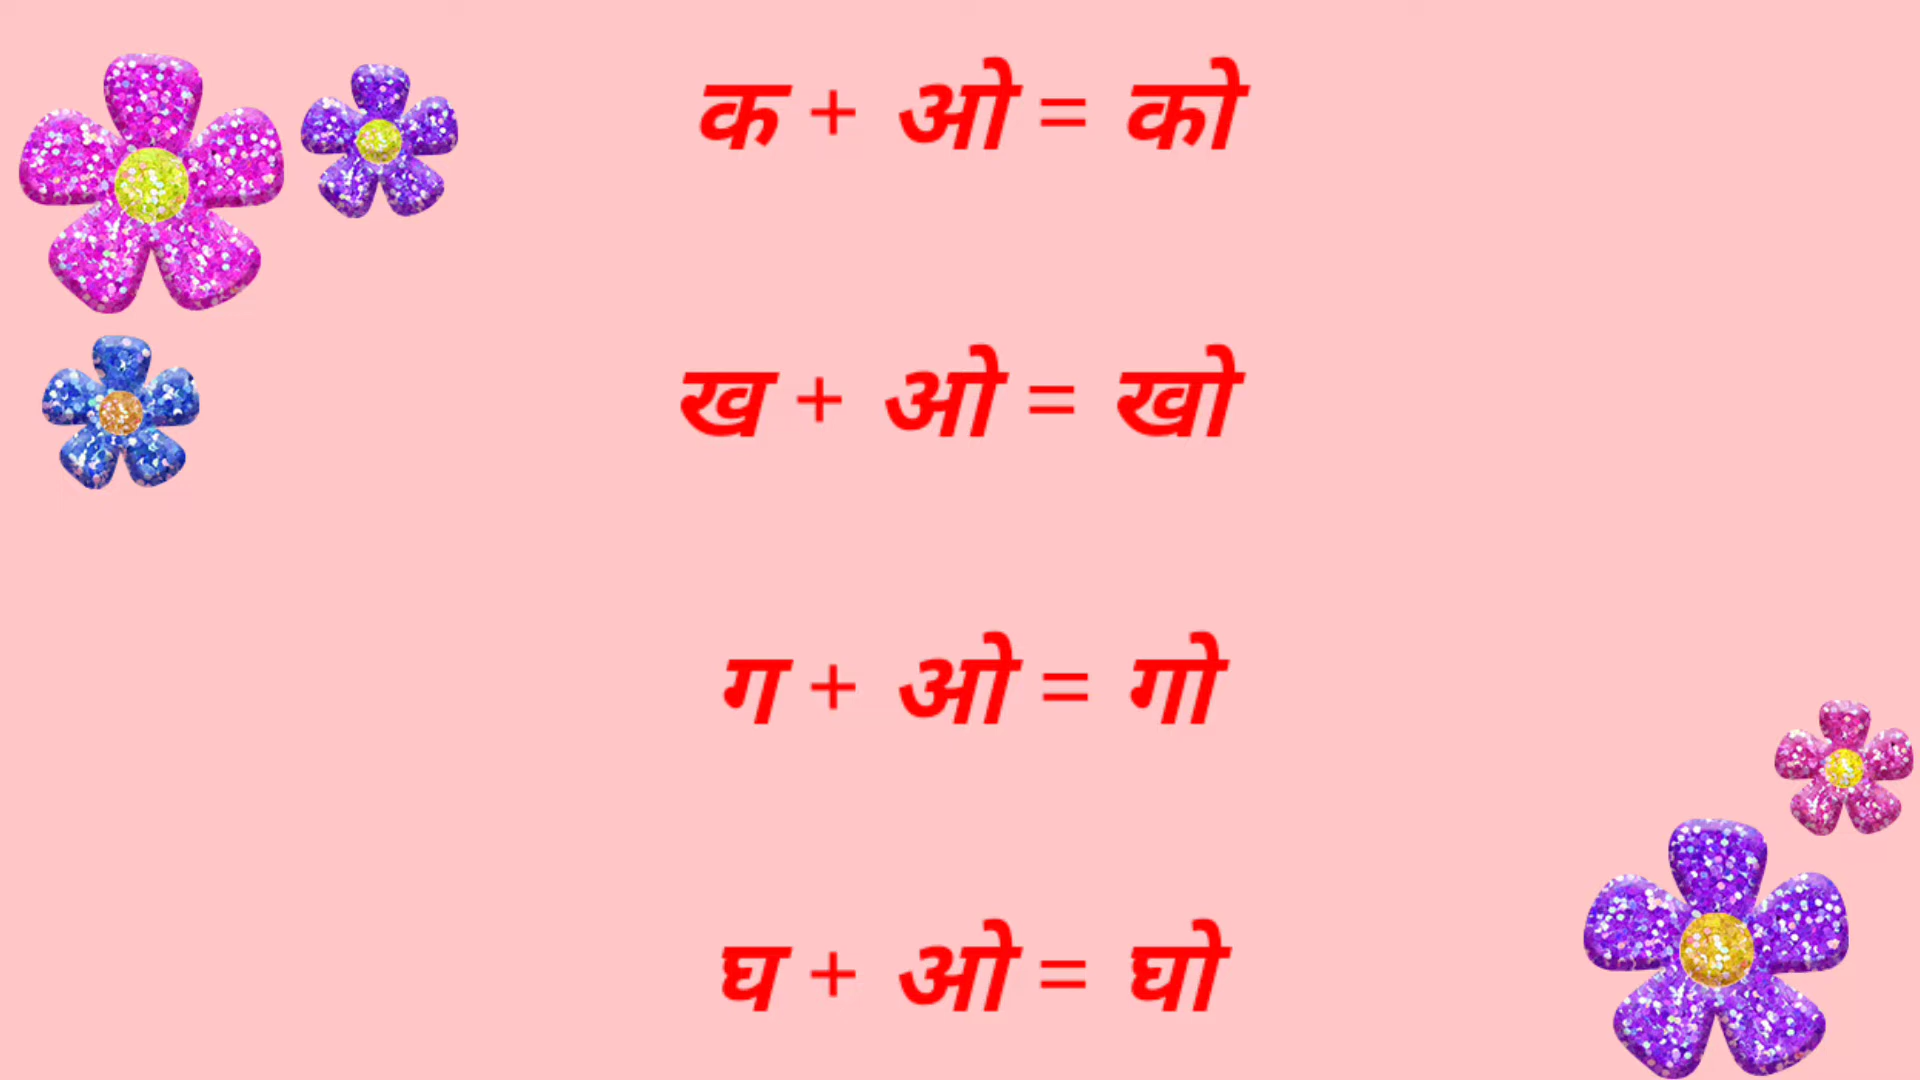 क + ओ = को
ख + ओ = खो
ग + ओ = गो
घ + ओ = घो